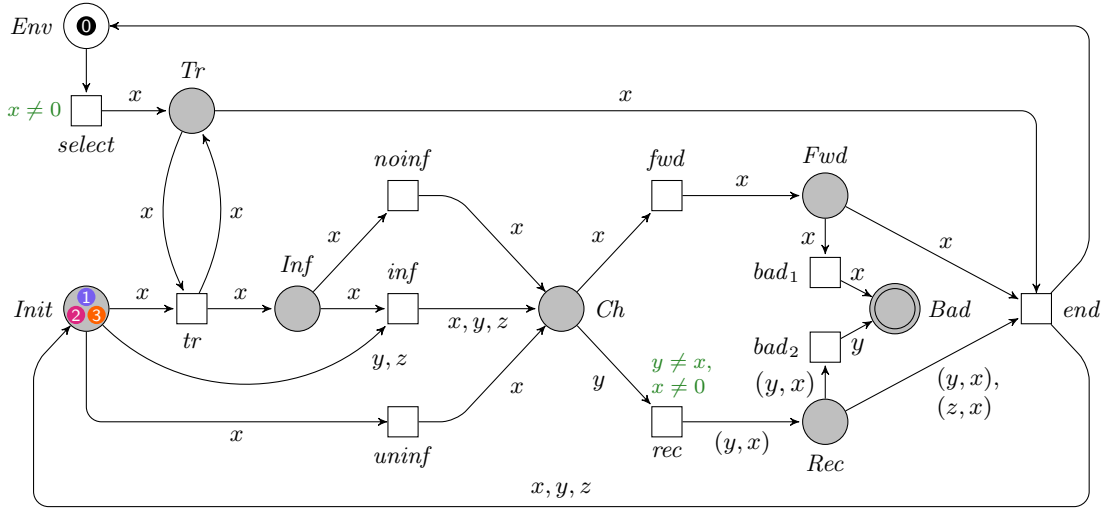 Env
0
Tr
x ≠ 0
x
x
select
noinf
fwd
Fwd
x
x
x
x
x
x
x
x
Inf
inf
bad₁
x
Init
1
2 3
x
x
x
Ch
Bad
end
tr
x, y, z
y, z
bad₂
y
y ≠ x,
x ≠ 0
x
y
(y, x)
(y, x),
(z, x)
x
uninf
rec
(y, x)
Rec
x, y, z